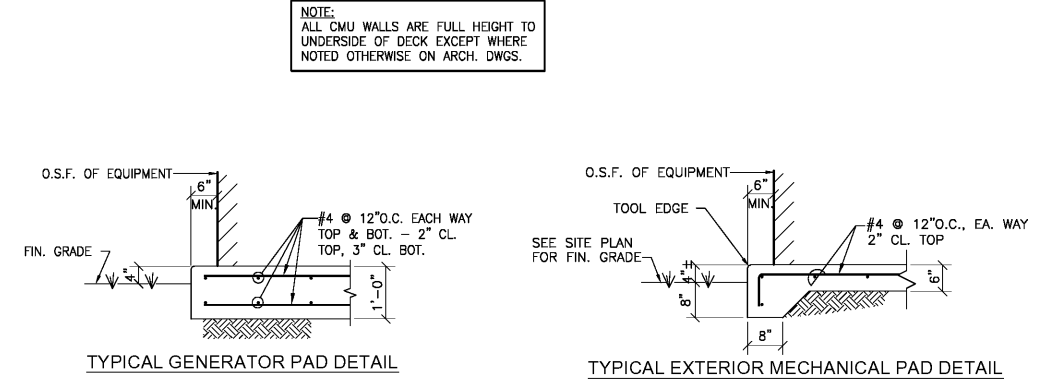 NOTE:
ALL CMU WALLS ARE FULL HEIGHT TO
UNDERSIDE OF DECK EXCEPT WHERE
NOTED OTHERWISE ON ARCH. DWGS.
O.S.F. OF EQUIPMENT
6"
MIN.
#4 @ 12"O.C. EACH WAY
TOP & BOT. - 2" CL.
TOP, 3" CL. BOT.
FIN. GRADE
4"
1'-0"
TYPICAL GENERATOR PAD DETAIL
O.S.F. OF EQUIPMENT
6"
MIN.
TOOL EDGE
#4 @ 12"O.C., EA. WAY
2" CL. TOP
SEE SITE PLAN
FOR FIN. GRADE
4"
8"
6"
8"
TYPICAL EXTERIOR MECHANICAL PAD DETAIL